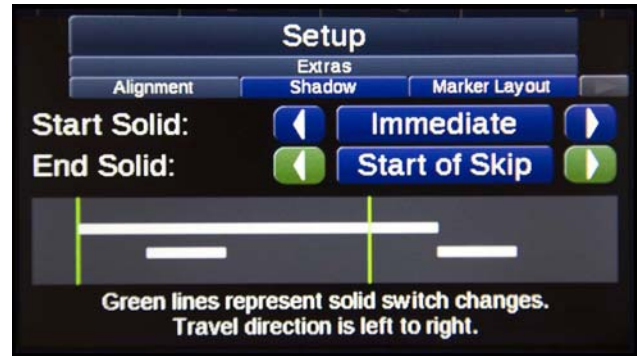 Setup
Extras
Alignment Shadow Marker Layout
Start Solid: Immediate
End Solid: Start of Skip
Green lines represent solid switch changes.
Travel direction is left to right.